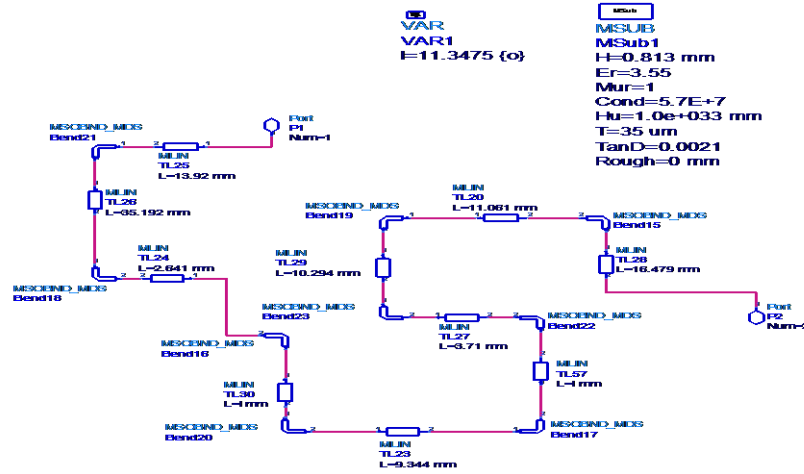 VAR
VAR1
l=11.3475 {o}
MSub
MSUB
MSub1
H=0.813 mm
Er=3.55
Mur=1
Cond=5.7E+7
Hu=1.0e+033 mm
T=35 um
TanD=0.0021
Rough=0 mm
Port
P1
Num=1
MSOBND_MDS
Bend21
MLIN
TL25
L=13.92 mm
MLIN
TL26
L=35.192 mm
MLIN
TL24
L=2.641 mm
MSOBND_MDS
Bend18
MSOBND_MDS
Bend16
MLIN
TL30
L=l mm
MSOBND_MDS
Bend20
MLIN
TL23
L=9.344 mm
MSOBND_MDS
Bend17
MLIN
TL57
L=l mm
MSOBND_MDS
Bend22
MLIN
TL27
L=3.71 mm
MSOBND_MDS
Bend23
MLIN
TL29
L=10.294 mm
MSOBND_MDS
Bend19
MLIN
TL20
L=11.061 mm
MSOBND_MDS
Bend15
MLIN
TL28
L=16.479 mm
Port
P2